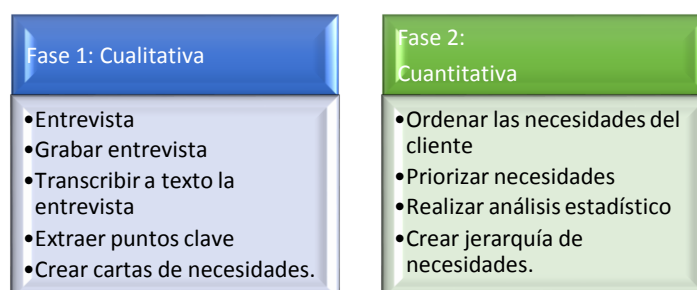 Fase 1: Cualitativa
•Entrevista
•Grabar entrevista
•Transcribir a texto la
entrevista
•Extraer puntos clave
•Crear cartas de necesidades.
Fase 2:
Cuantitativa
•Ordenar las necesidades del
cliente
•Priorizar necesidades
•Realizar análisis estadístico
•Crear jerarquía de
necesidades.